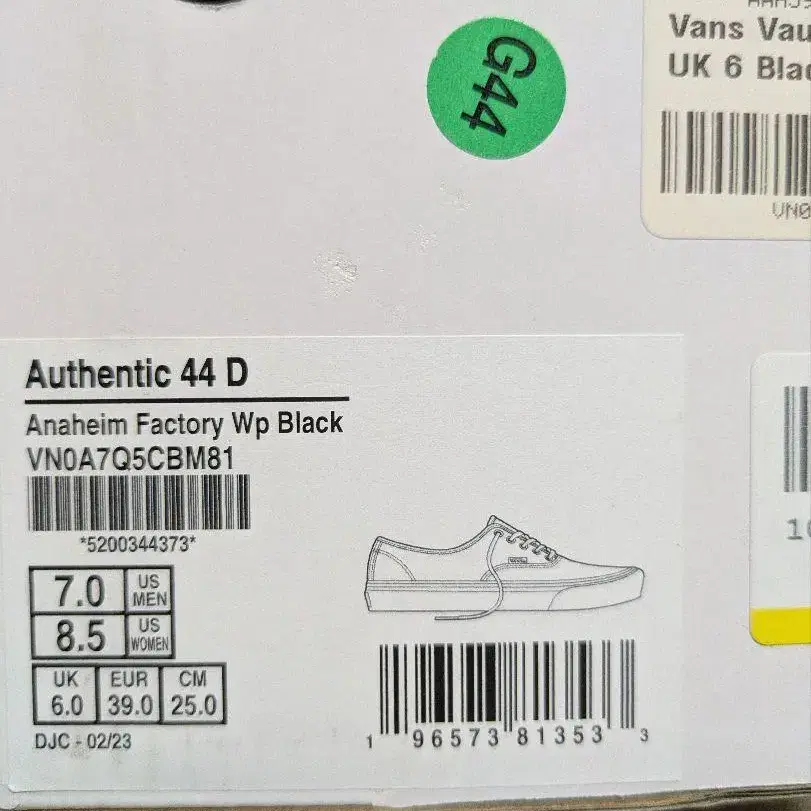 G44
Vans Vau
UK 6 Blac
VN0
Authentic 44 D
Anaheim Factory Wp Black
VN0A7Q5CBM81
*5200344373*
7.0 US MEN
8.5 US WOMEN
UK EUR CM
6.0 39.0 25.0
DJC - 02/23
1 96573 81353 3